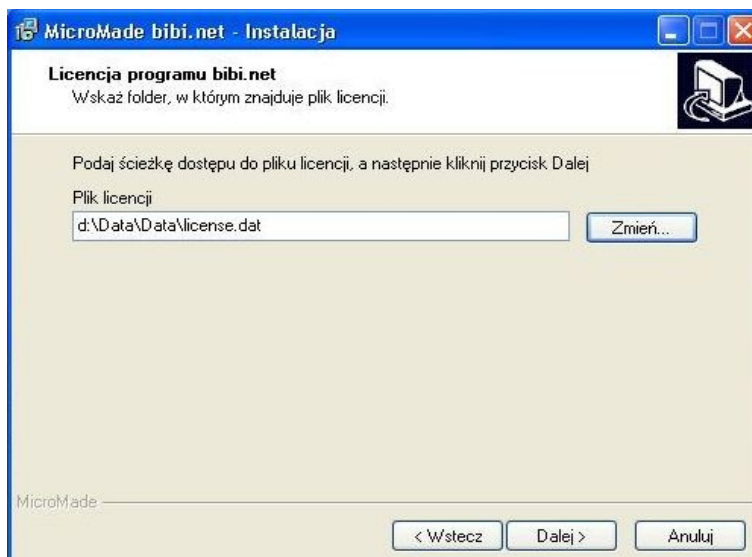 MicroMade bibi.net - Instalacja
Licencja programu bibi.net
Wskaż folder, w którym znajduje plik licencji.
Podaj ścieżkę dostępu do pliku licencji, a następnie kliknij przycisk Dalej
Plik licencji
d:\Data\Data\license.dat
Zmień...
MicroMade
< Wstecz
Dalej >
Anuluj